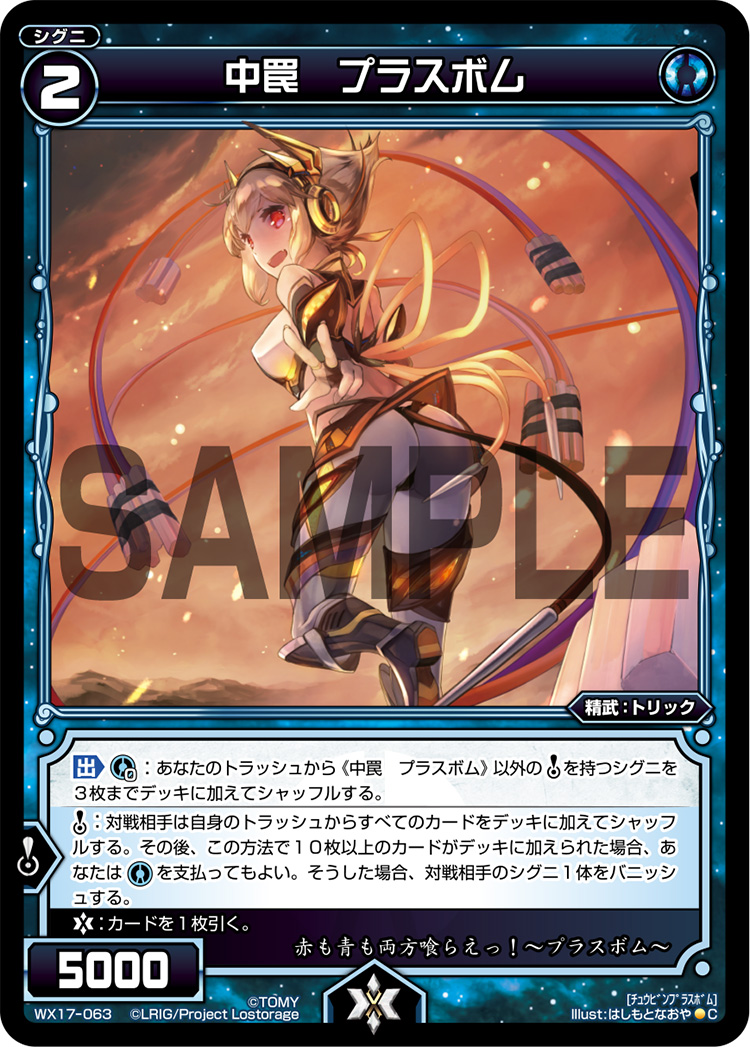 シグニ
2
中罠　プラスボム
SAMPLE
精武：トリック
出 ：あなたのトラッシュから《中罠　プラスボム》以外の を持つシグニを
３枚までデッキに加えてシャッフルする。
：対戦相手は自身のトラッシュからすべてのカードをデッキに加えてシャッフ
ルする。その後、この方法で１０枚以上のカードがデッキに加えられた場合、あ
なたは を支払ってもよい。そうした場合、対戦相手のシグニ１体をバニッシ
ュする。
：カードを１枚引く。
赤も青も両方喰らえっ！～プラスボム～
5000
©TOMY
WX17-063 ©LRIG/Project Lostorage
[チュウビンプラスボム]
Illust:はしもとなおや C